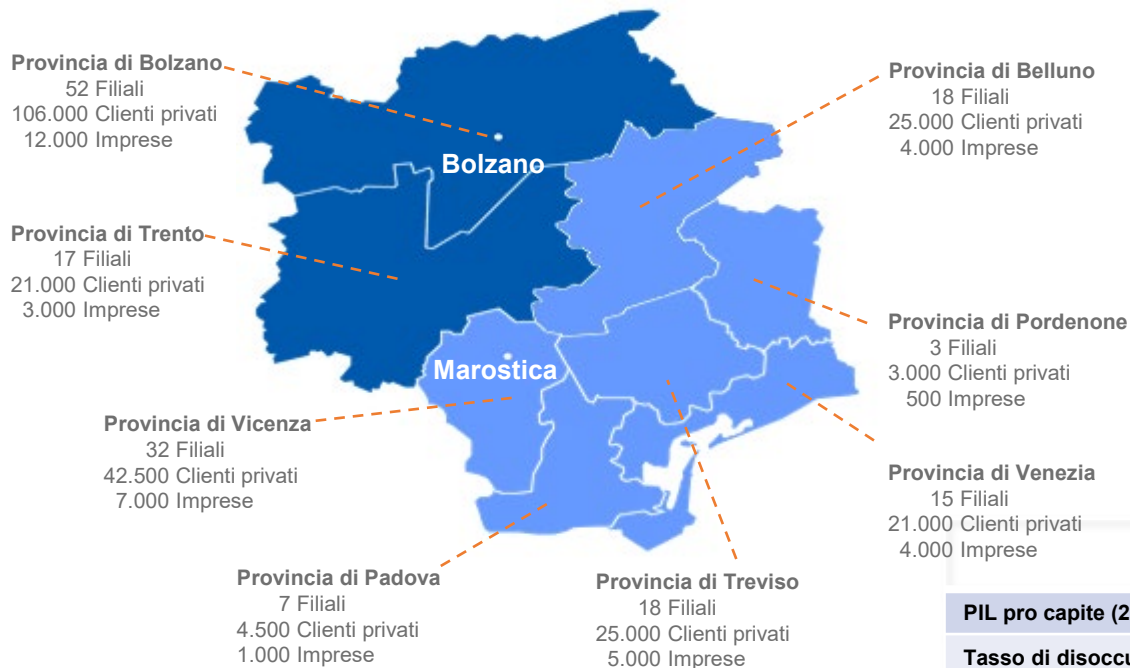 Provincia di Bolzano
52 Filiali
106.000 Clienti privati
12.000 Imprese
Provincia di Trento
17 Filiali
21.000 Clienti privati
3.000 Imprese
Provincia di Vicenza
32 Filiali
42.500 Clienti privati
7.000 Imprese
Provincia di Padova
7 Filiali
4.500 Clienti privati
1.000 Imprese
Bolzano
Marostica
Provincia di Treviso
18 Filiali
25.000 Clienti privati
5.000 Imprese
Provincia di Belluno
18 Filiali
25.000 Clienti privati
4.000 Imprese
Provincia di Pordenone
3 Filiali
3.000 Clienti privati
500 Imprese
Provincia di Venezia
15 Filiali
21.000 Clienti privati
4.000 Imprese
PIL pro capite (2
Tasso di disoccu